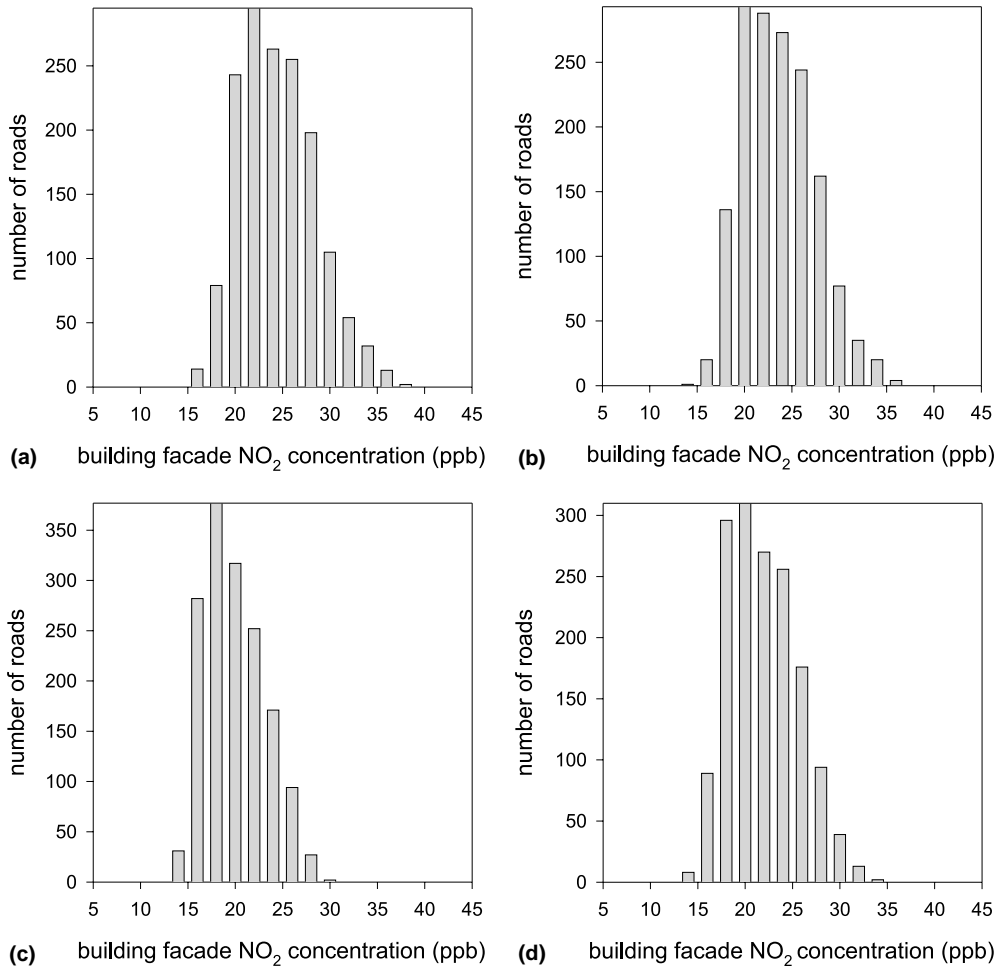 250
200
150
100
50
0
number of roads
5 10 15 20 25 30 35 40 45
(a) building facade NO₂ concentration (ppb)
250
200
150
100
50
0
number of roads
5 10 15 20 25 30 35 40 45
(b) building facade NO₂ concentration (ppb)
350
300
250
200
150
100
50
0
number of roads
5 10 15 20 25 30 35 40 45
(c) building facade NO₂ concentration (ppb)
300
250
200
150
100
50
0
number of roads
5 10 15 20 25 30 35 40 45
(d) building facade NO₂ concentration (ppb)